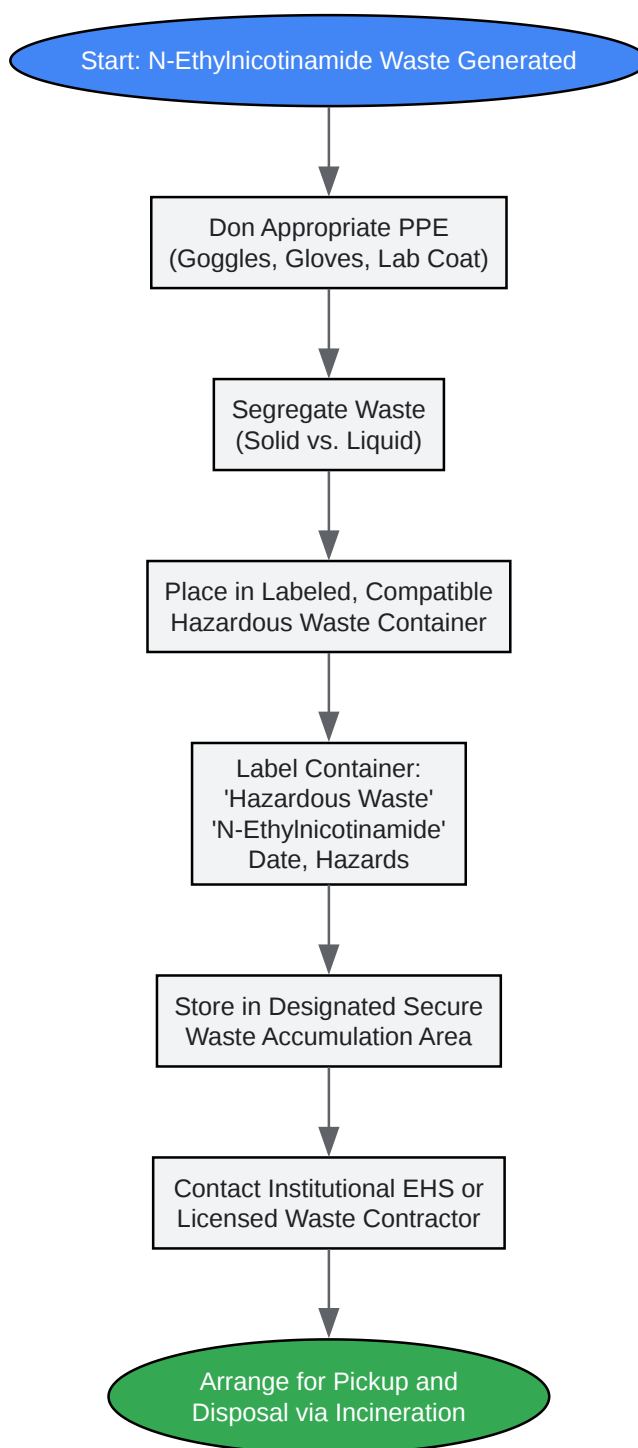 Start: N-Ethylnicotinamide Waste Generated
Don Appropriate PPE
(Goggles, Gloves, Lab Coat)
Segregate Waste
(Solid vs. Liquid)
Place in Labeled, Compatible
Hazardous Waste Container
Label Container:
'Hazardous Waste'
'N-Ethylnicotinamide'
Date, Hazards
Store in Designated Secure
Waste Accumulation Area
Contact Institutional EHS or
Licensed Waste Contractor
Arrange for Pickup and
Disposal via Incineration